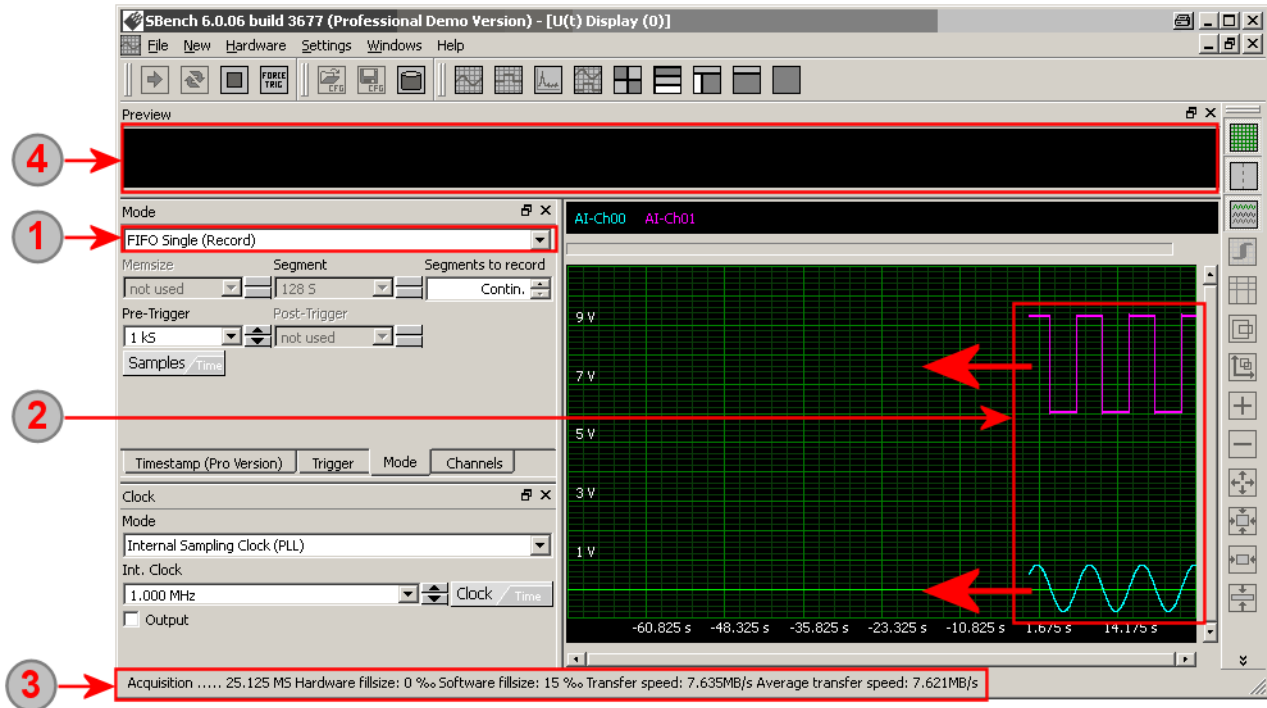 SBench 6.0.06 build 3677 (Professional Demo Version) - [U(t) Display (0)]
File New Hardware Settings Windows Help
FORCE TRIG CFG CFG
Preview
4
Mode
AI-Ch00 AI-Ch01
1
FIFO Single (Record)
Memsize Segment Segments to record
not used 128 S Contin.
Pre-Trigger Post-Trigger
1 kS not used
Samples Time
9 V
7 V
2
5 V
Timestamp (Pro Version) Trigger Mode Channels
Clock
3 V
Mode
Internal Sampling Clock (PLL)
1 V
Int. Clock
1.000 MHz Clock Time
Output
-60.825 s -48.325 s -35.825 s -23.325 s -10.825 s 1.675 s 14.175 s
3
Acquisition ..... 25.125 MS Hardware fillsize: 0 ‰ Software fillsize: 15 ‰ Transfer speed: 7.635MB/s Average transfer speed: 7.621MB/s